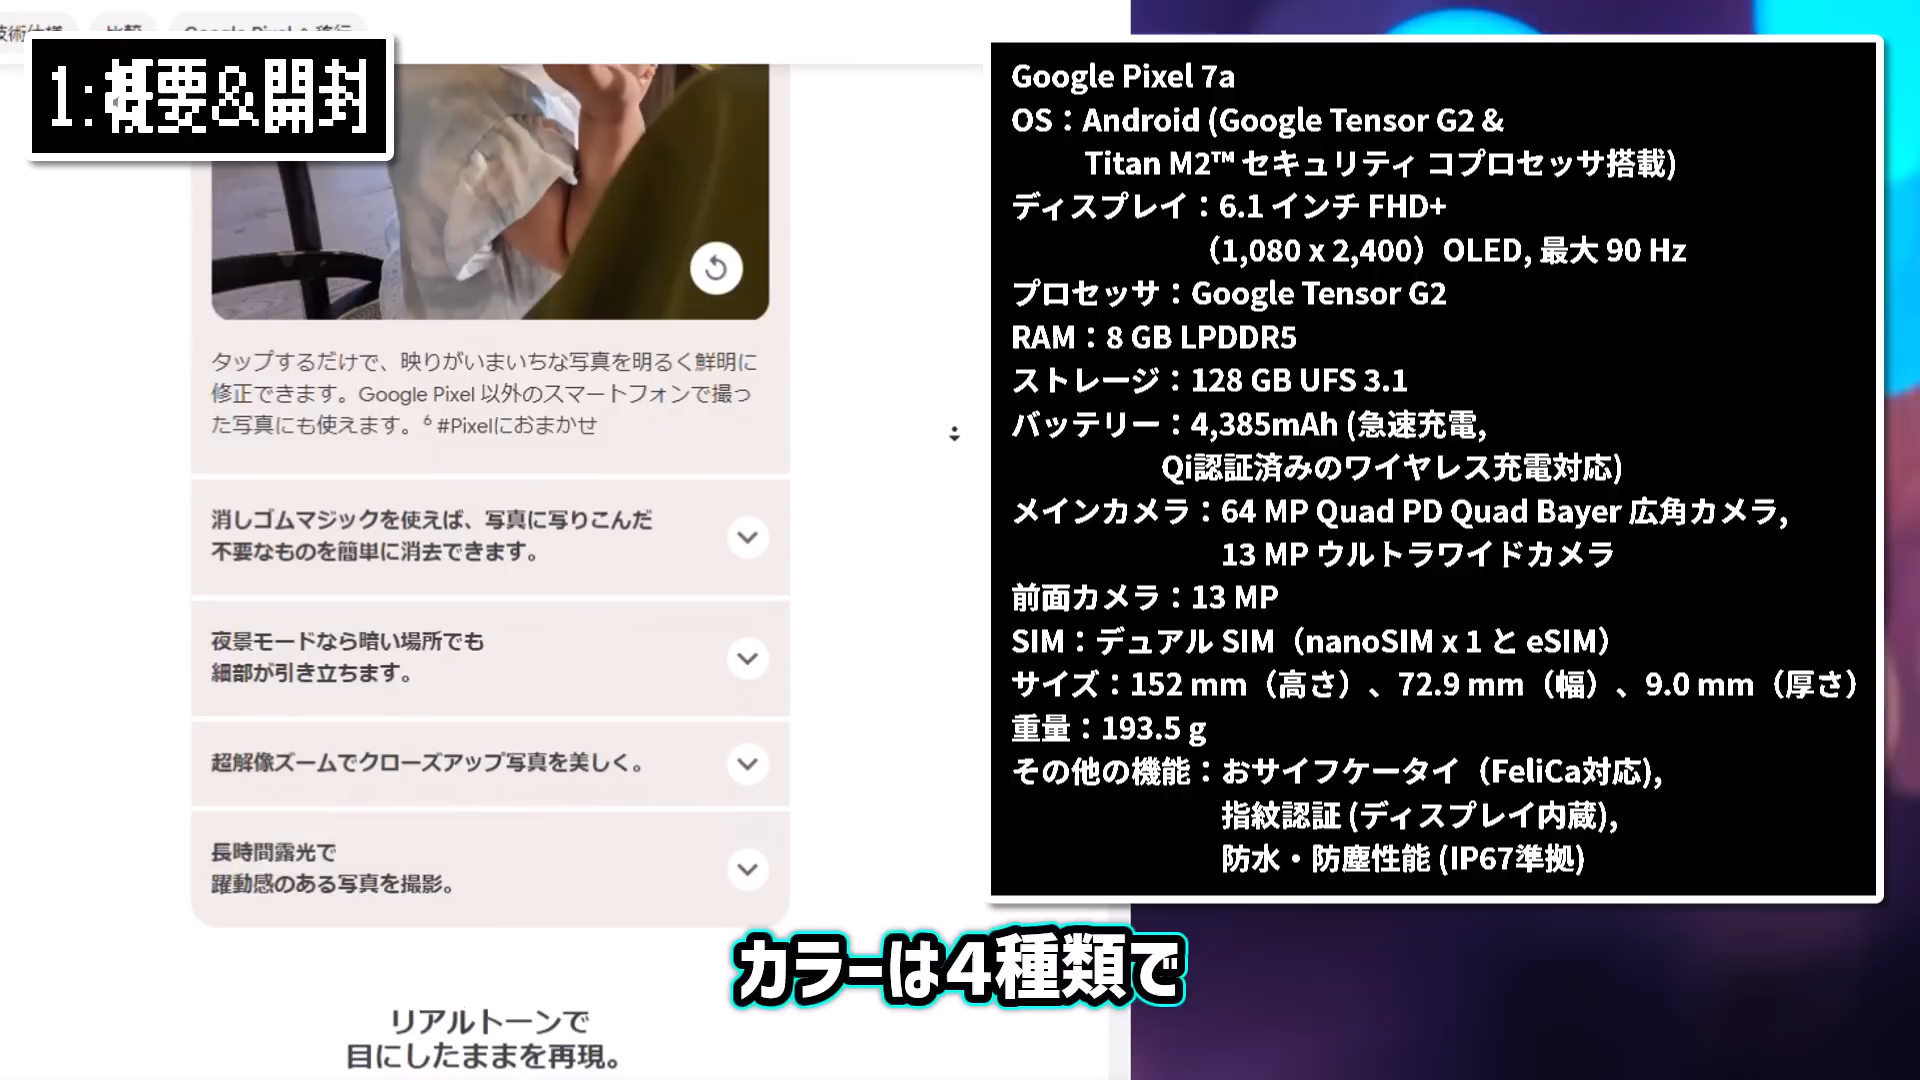 技術仕様
比較
Google Pixel へ移行
1:概要&開封
タップするだけで、映りがいまいちな写真を明るく鮮明に
修正できます。Google Pixel 以外のスマートフォンで撮っ
た写真にも使えます。⁶ #Pixelにおまかせ
消しゴムマジックを使えば、写真に写りこんだ
不要なものを簡単に消去できます。
夜景モードなら暗い場所でも
細部が引き立ちます。
超解像ズームでクローズアップ写真を美しく。
長時間露光で
躍動感のある写真を撮影。
リアルトーンで
目にしたままを再現。
Google Pixel 7a
OS：Android (Google Tensor G2 &
Titan M2™ セキュリティ コプロセッサ搭載)
ディスプレイ：6.1 インチ FHD+
（1,080 x 2,400）OLED, 最大 90 Hz
プロセッサ：Google Tensor G2
RAM：8 GB LPDDR5
ストレージ：128 GB UFS 3.1
バッテリー：4,385mAh (急速充電,
Qi認証済みのワイヤレス充電対応)
メインカメラ：64 MP Quad PD Quad Bayer 広角カメラ,
13 MP ウルトラワイドカメラ
前面カメラ：13 MP
SIM：デュアル SIM（nanoSIM x 1 と eSIM）
サイズ：152 mm（高さ）、72.9 mm（幅）、9.0 mm（厚さ）
重量：193.5 g
その他の機能：おサイフケータイ（FeliCa対応),
指紋認証 (ディスプレイ内蔵),
防水・防塵性能 (IP67準拠)
カラーは4種類で